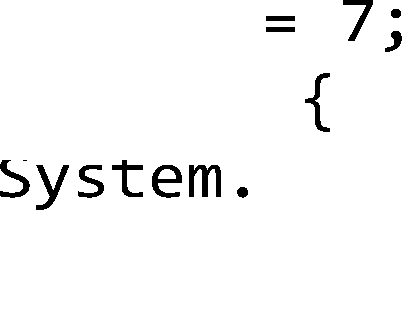 = 7;
{
System.